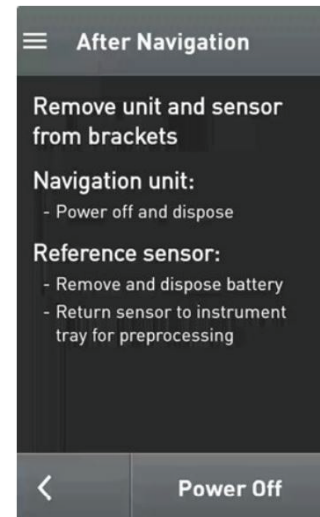 After Navigation
Remove unit and sensor
from brackets
Navigation unit:
- Power off and dispose
Reference sensor:
- Remove and dispose battery
- Return sensor to instrument
tray for preprocessing
Power Off